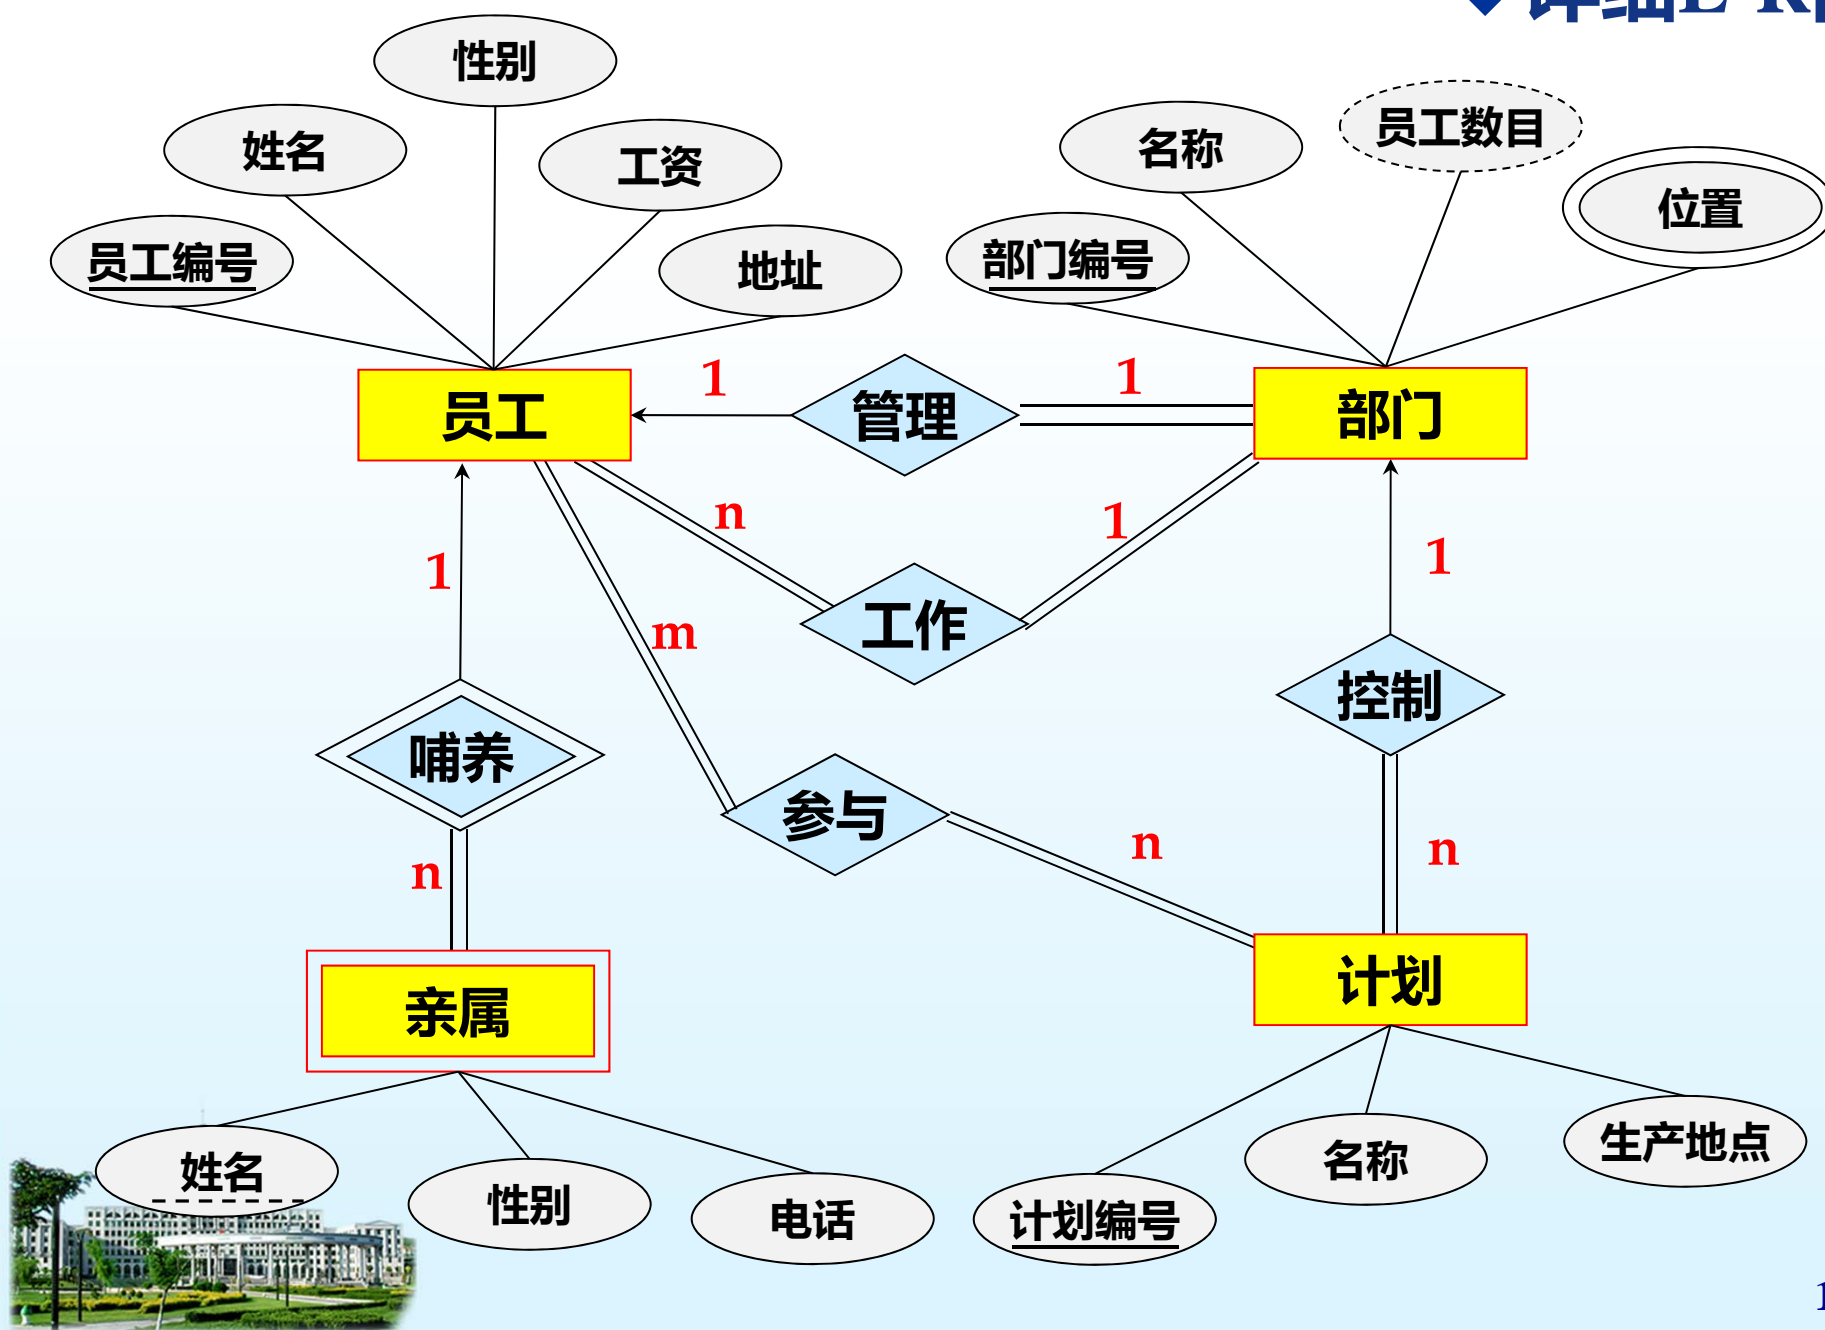 性别
姓名
工资
员工编号
地址
名称
员工数目
位置
部门编号
员工
1
管理
1
部门
n
1
1
1
m
工作
控制
哺养
参与
n
n
n
亲属
计划
姓名
性别
电话
计划编号
名称
生产地点